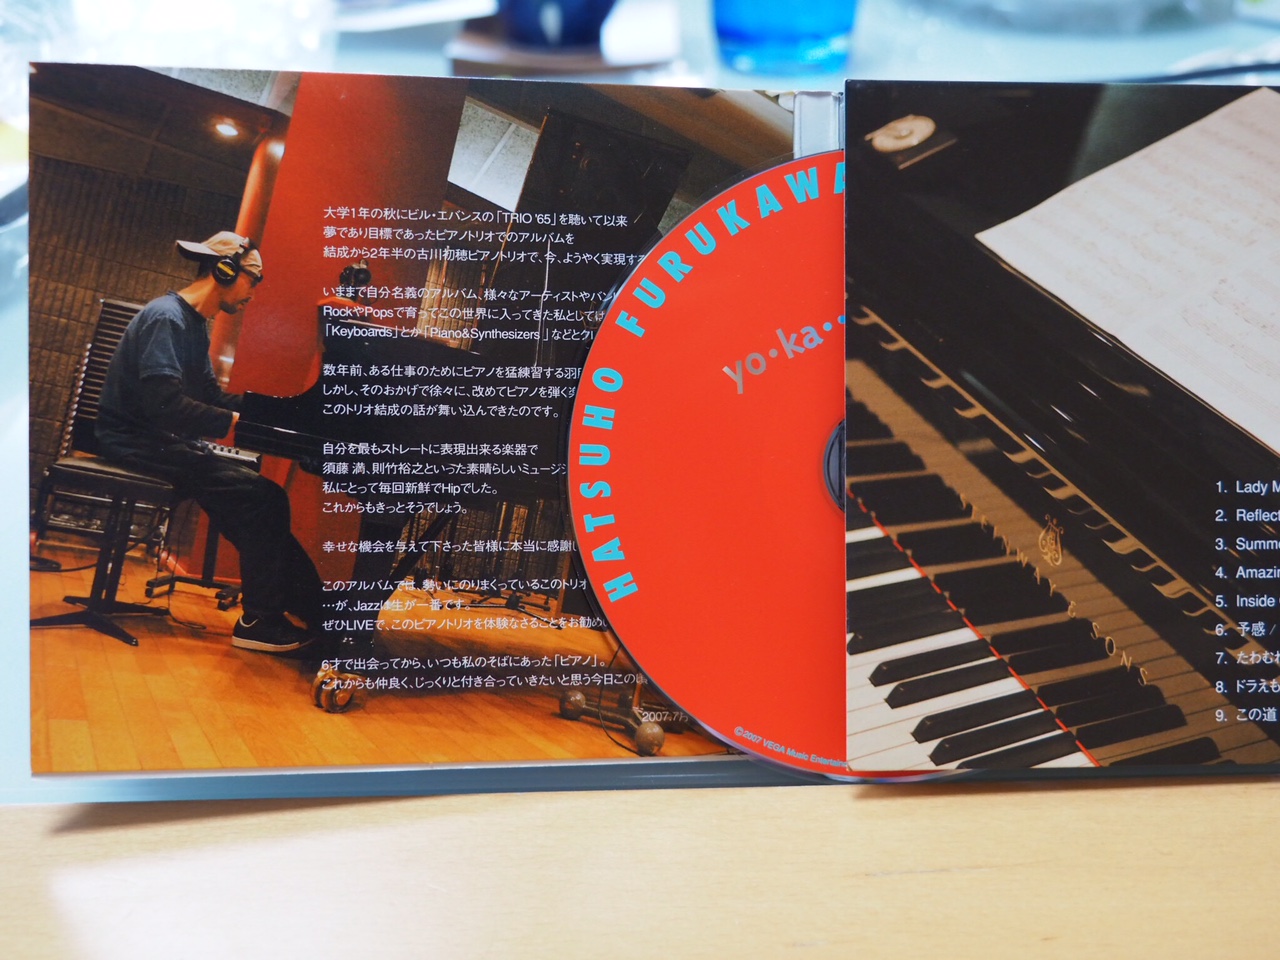 大学1年の秋にビル・エバンスの「TRIO '65」を聴いて以来
夢であり目標であったピアノトリオでのアルバムを
結成から2年半の古川初穂ピアノトリオで、今、ようやく実現する
いままで自分名義のアルバム、様々なアーティストやバン
RockやPopsで育ってこの世界に入ってきた私としては
「Keyboards」とか「Piano&Synthesizers」などとクレ
数年前、ある仕事のためにピアノを猛練習する羽目
しかし、そのおかげで徐々に、改めてピアノを弾く楽
このトリオ結成の話が舞い込んできたのです。
自分を最もストレートに表現出来る楽器で
須藤 満、則竹裕之といった素晴らしいミュージシ
私にとって毎回新鮮でHipでした。
これからもきっとそうでしょう。
幸せな機会を与えて下さった皆様に本当に感謝
このアルバムでは、勢いにのりまくっているこのトリオ
…が、Jazzは生が一番です。
ぜひLIVEで、このピアノトリオを体験なさることをお勧め
6才で出会ってから、いつも私のそばにあった「ピアノ」。
これからも仲良く、じっくりと付き合っていきたいと思う今日この
2007.7月
HATSUHO FURUKAWA
yo・ka・・
©2007 VEGA Music Entertain
STEINWAY & SONS
1. Lady M
2. Reflect
3. Summe
4. Amazin
5. Inside
6. 予感 /
7. たわむれ
8. ドラえも
9. この道